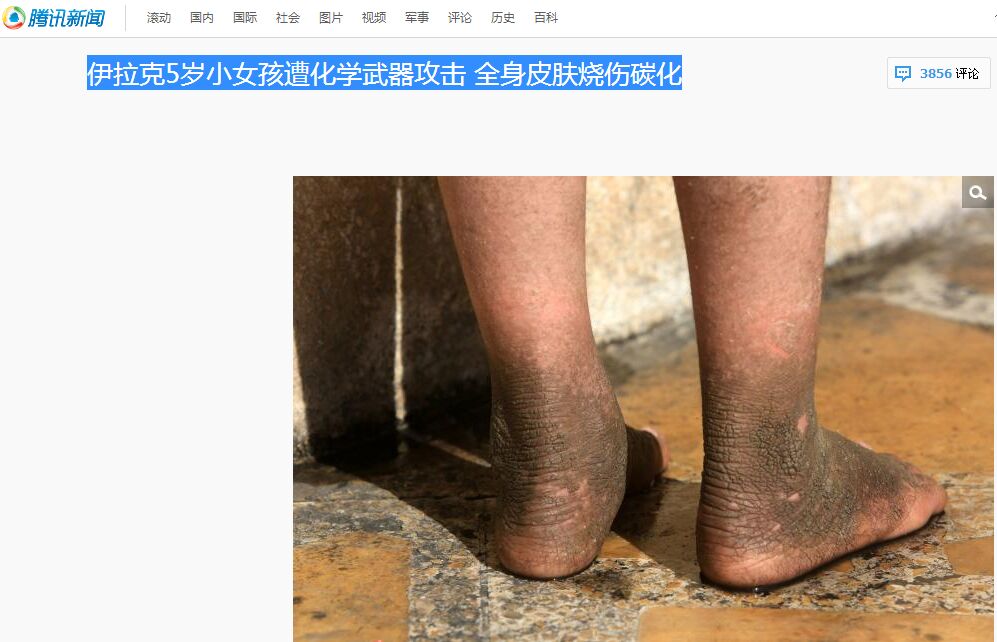 腾讯新闻 滚动 国内 国际 社会 图片 视频 军事 评论 历史 百科
伊拉克5岁小女孩遭化学武器攻击 全身皮肤烧伤碳化
3856 评论